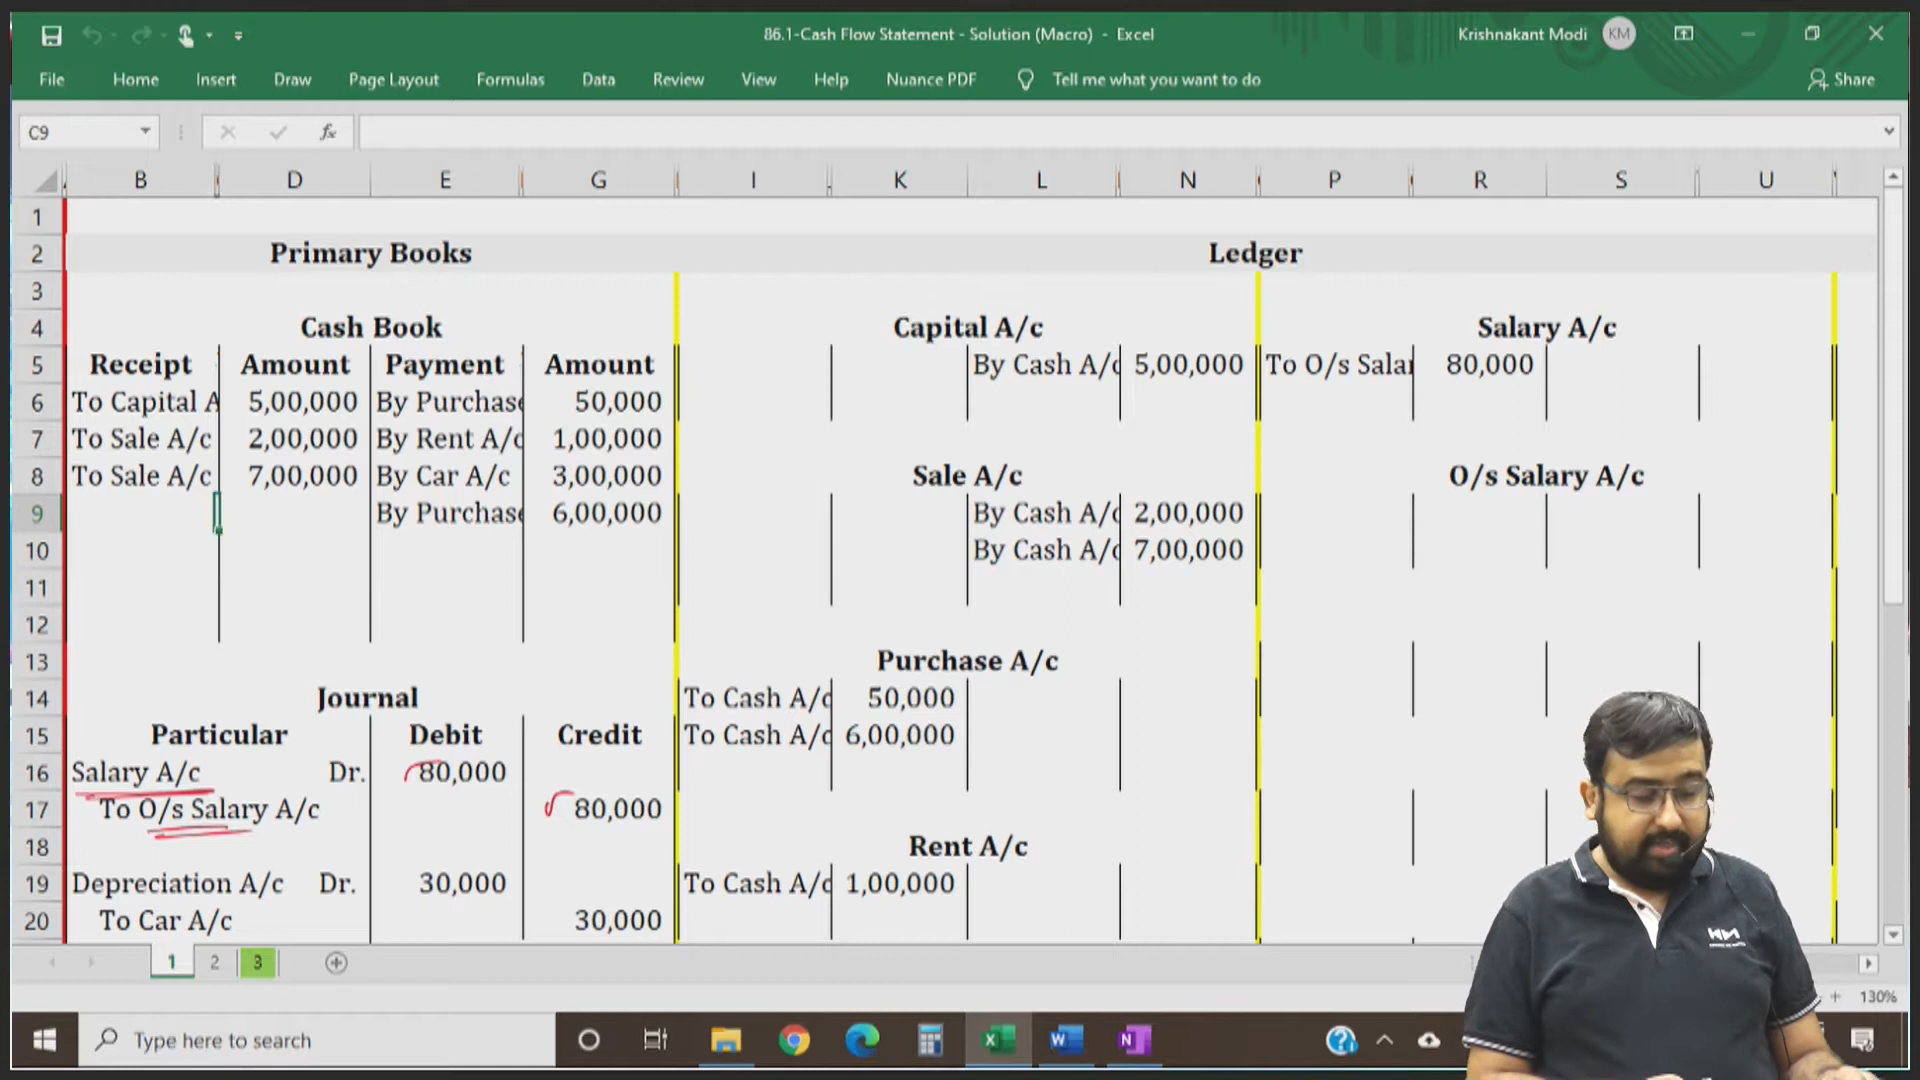 86.1-Cash Flow Statement - Solution (Macro) - Excel
Krishnakant Modi KM
File Home Insert Draw Page Layout Formulas Data Review View Help Nuance PDF Tell me what you want to do Share
C9 fx
B D E G I K L N P R S U
1
2 Primary Books Ledger
3
4 Cash Book Capital A/c Salary A/c
5 Receipt Amount Payment Amount By Cash A/c 5,00,000 To O/s Salar 80,000
6 To Capital A 5,00,000 By Purchase 50,000
7 To Sale A/c 2,00,000 By Rent A/c 1,00,000
8 To Sale A/c 7,00,000 By Car A/c 3,00,000 Sale A/c O/s Salary A/c
9 By Purchase 6,00,000 By Cash A/c 2,00,000
10 By Cash A/c 7,00,000
11
12
13 Purchase A/c
14 Journal To Cash A/c 50,000
15 Particular Debit Credit To Cash A/c 6,00,000
16 Salary A/c Dr. 80,000
17 To O/s Salary A/c 80,000
18 Rent A/c
19 Depreciation A/c Dr. 30,000 To Cash A/c 1,00,000
20 To Car A/c 30,000
1 2 3
130%
Type here to search